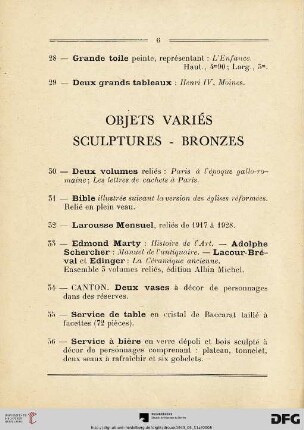 6
28 — Grande toile peinte, représentant : L'Enfance.
Haut., 4m00 ; Larg., 3m.
29 — Deux grands tableaux : Henri IV, Moines.
OBJETS VARIÉS
SCULPTURES - BRONZES
30 — Deux volumes reliés : Paris à l'époque gallo-ro-
maine ; Les lettres de cachets à Paris.
31 — Bible illustrée suivant la version des églises réformées.
Relié en plein veau.
32 — Larousse Mensuel, reliés de 1917 à 1928.
33 — Edmond Marty : Histoire de l'Art. — Adolphe
Schercher : Manuel de l'antiquaire. — Lacour-Bré-
val et Edinger : La Céramique ancienne.
Ensemble 5 volumes reliés, édition Albin Michel.
34 — CANTON. Deux vases à décor de personnages
dans des réserves.
35 — Service de table en cristal de Baccarat taillé à
facettes (72 pièces).
36 — Service à bière en verre dépoli et bois sculpté à
décor de personnages comprenant : plateau, tonnelet,
deux seaux à rafraîchir et six gobelets.